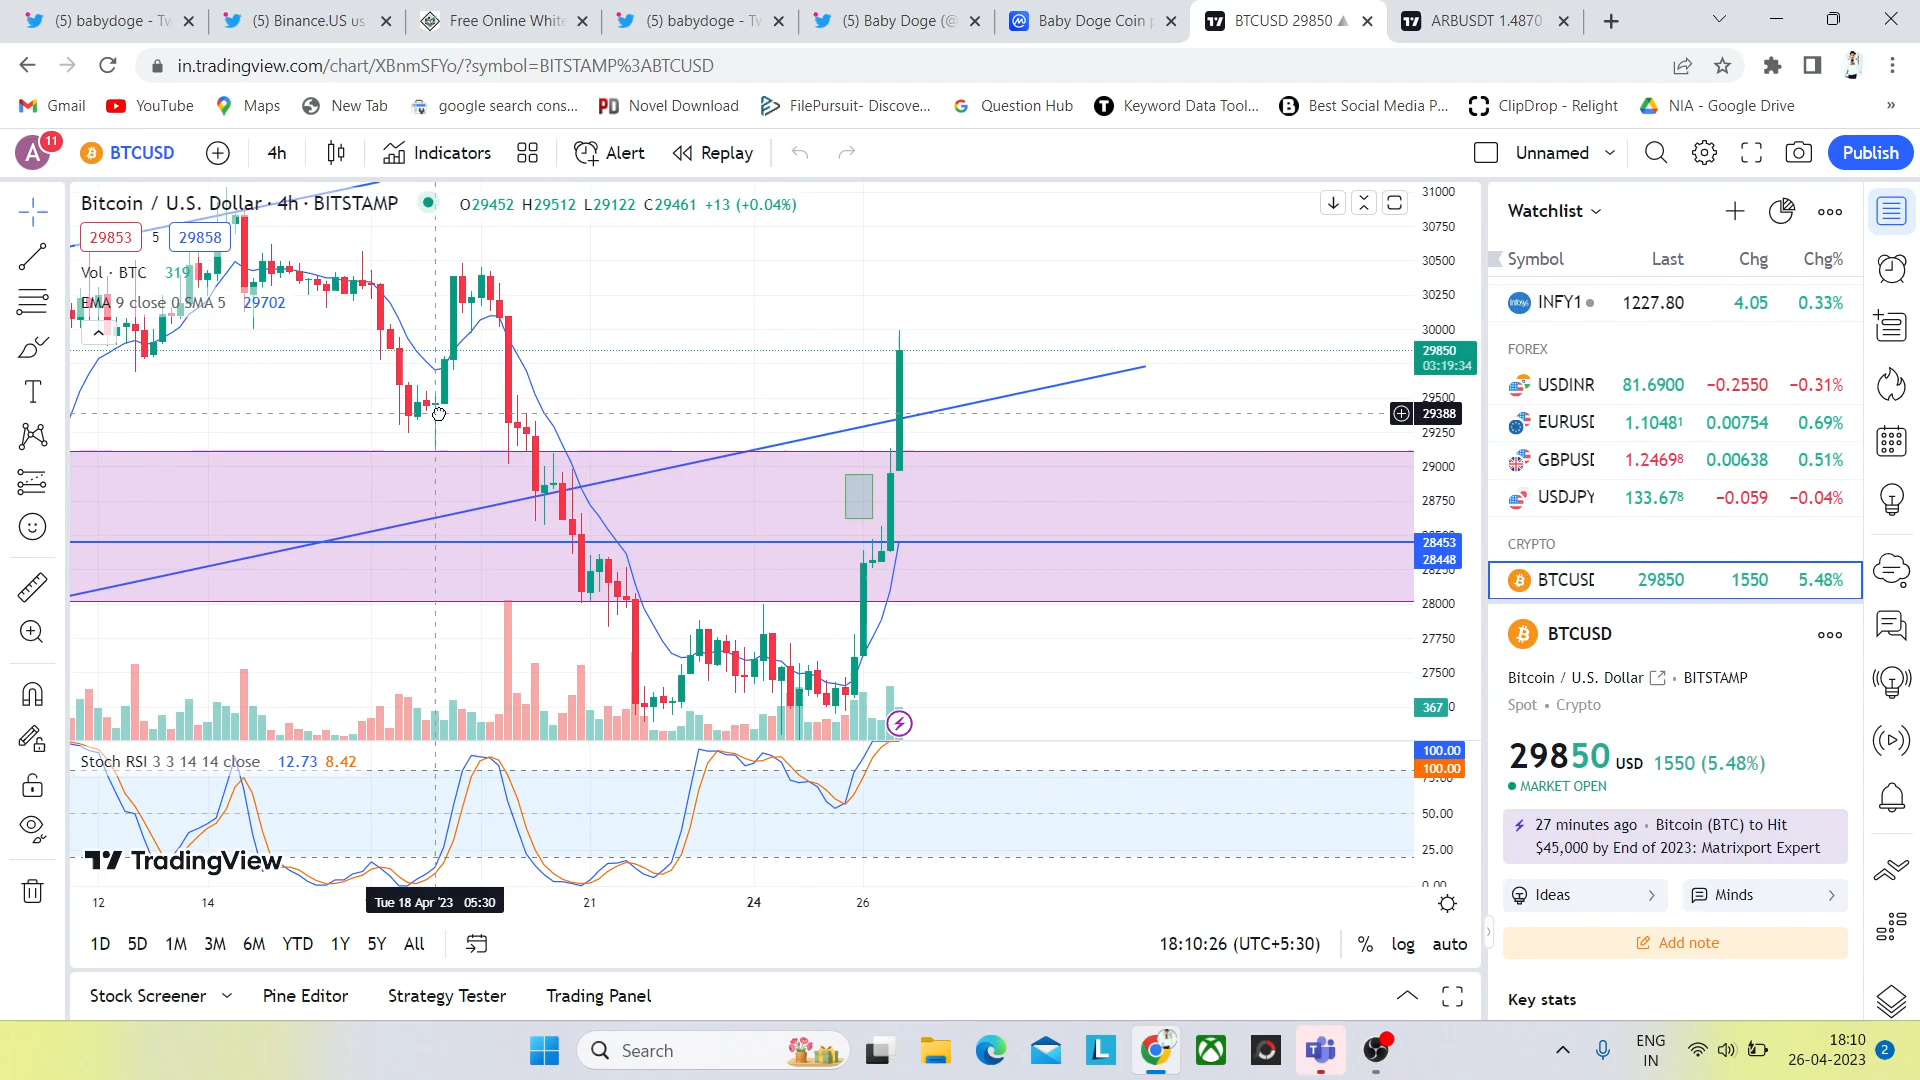 (5) babydoge - Tw
(5) Binance.US us
Free Online White
(5) babydoge - Tw
(5) Baby Doge (@
Baby Doge Coin p
BTCUSD 29850
ARBUSDT 1.4870
in.tradingview.com/chart/XBnmSFYo/?symbol=BITSTAMP%3ABTCUSD
Gmail
YouTube
Maps
New Tab
google search cons...
Novel Download
FilePursuit- Discove...
Question Hub
Keyword Data Tool...
Best Social Media P...
ClipDrop - Relight
NIA - Google Drive
»
A 11
BTCUSD
4h
Indicators
Alert
Replay
Unnamed
Publish
Bitcoin / U.S. Dollar · 4h · BITSTAMP
O29452 H29512 L29122 C29461 +13 (+0.04%)
29853 5 29858
Vol · BTC 319
EMA 9 close 0 SMA 5 29702
31000
30750
30500
30250
30000
29850
03:19:34
29500
29388
29250
29000
28750
28453
28448
28250
28000
27750
27500
367
Stoch RSI 3 3 14 14 close 12.73 8.42
100.00
100.00
75.00
50.00
25.00
0.00
TradingView
12
14
Tue 18 Apr '23 05:30
21
24
26
1D 5D 1M 3M 6M YTD 1Y 5Y All
18:10:26 (UTC+5:30)
% log auto
Stock Screener
Pine Editor
Strategy Tester
Trading Panel
Watchlist
Symbol Last Chg Chg%
INFY1 1227.80 4.05 0.33%
FOREX
USDINR 81.6900 −0.2550 −0.31%
EURUSD 1.10481 0.00754 0.69%
GBPUSD 1.24698 0.00638 0.51%
USDJPY 133.678 −0.059 −0.04%
CRYPTO
BTCUSD 29850 1550 5.48%
BTCUSD
Bitcoin / U.S. Dollar • BITSTAMP
Spot • Crypto
29850 USD 1550 (5.48%)
MARKET OPEN
27 minutes ago • Bitcoin (BTC) to Hit
$45,000 by End of 2023: Matrixport Expert
Ideas
Minds
Add note
Key stats
Search
ENG
IN
18:10
26-04-2023
2